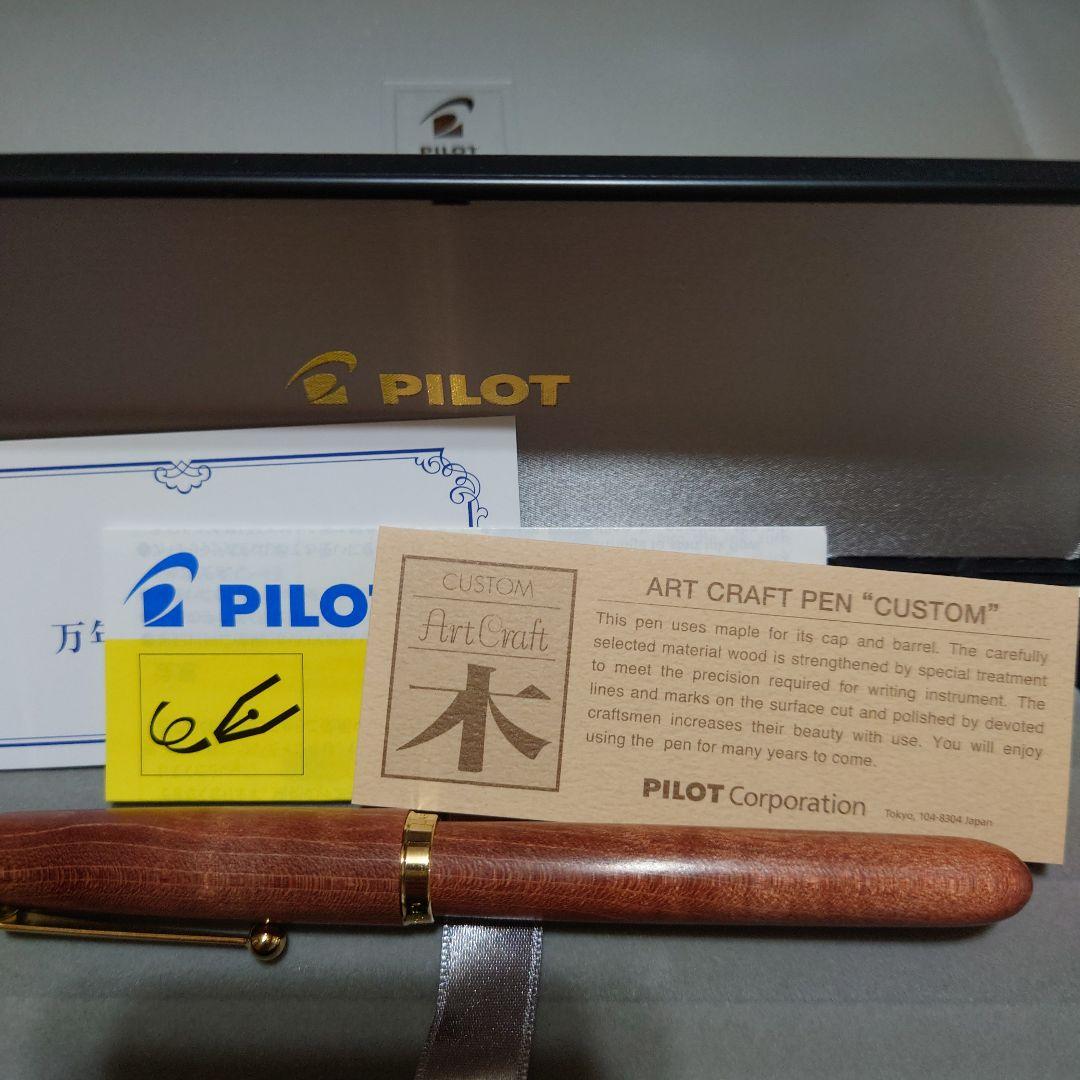 PILOT
PILOT
万年
PILOT
CUSTOM
Art Craft
木
ART CRAFT PEN “CUSTOM”
This pen uses maple for its cap and barrel. The carefully
selected material wood is strengthened by special treatment
to meet the precision required for writing instrument. The
lines and marks on the surface cut and polished by devoted
craftsmen increases their beauty with use. You will enjoy
using the pen for many years to come.
PILOT Corporation
Tokyo, 104-8304 Japan